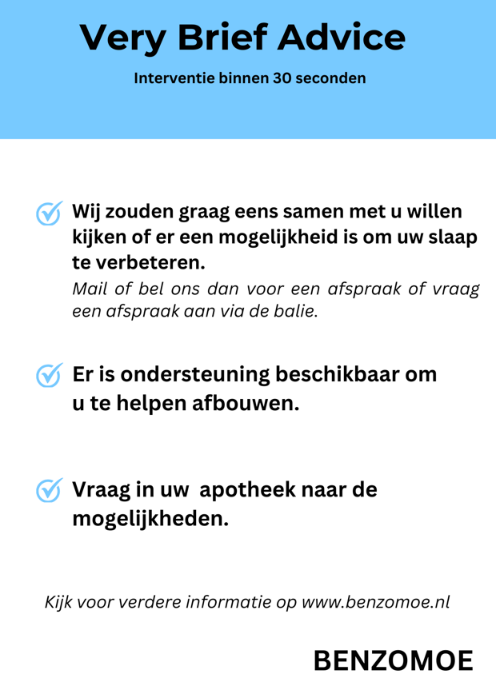 Very Brief Advice
Interventie binnen 30 seconden
Wij zouden graag eens samen met u willen
kijken of er een mogelijkheid is om uw slaap
te verbeteren.
Mail of bel ons dan voor een afspraak of vraag
een afspraak aan via de balie.
Er is ondersteuning beschikbaar om
u te helpen afbouwen.
Vraag in uw  apotheek naar de
mogelijkheden.
Kijk voor verdere informatie op www.benzomoe.nl
BENZOMOE